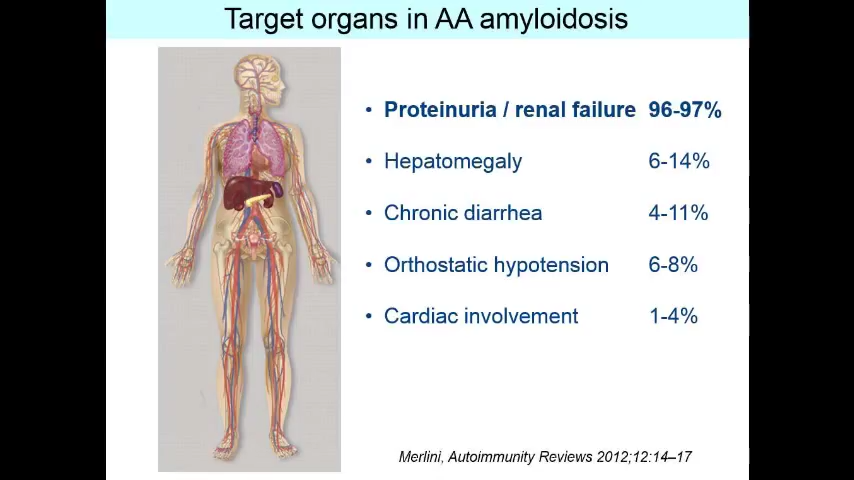 Target organs in AA amyloidosis
• Proteinuria / renal failure 96-97%
• Hepatomegaly 6-14%
• Chronic diarrhea 4-11%
• Orthostatic hypotension 6-8%
• Cardiac involvement 1-4%
Merlini, Autoimmunity Reviews 2012;12:14–17